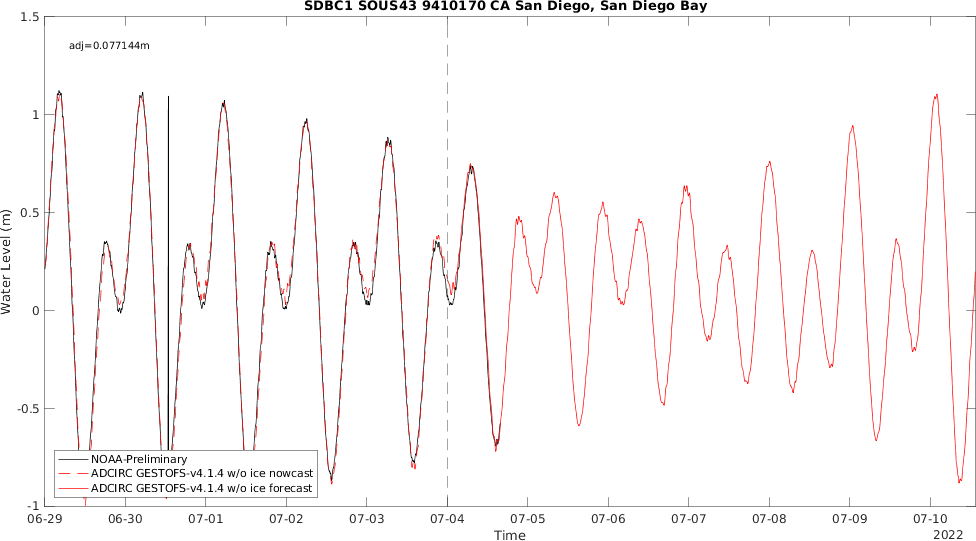 SDBC1 SOUS43 9410170 CA San Diego, San Diego Bay
1.5
adj=0.077144m
1
0.5
Water Level (m)
0
-0.5
NOAA-Preliminary
ADCIRC GESTOFS-v4.1.4 w/o ice nowcast
ADCIRC GESTOFS-v4.1.4 w/o ice forecast
-1
06-29 06-30 07-01 07-02 07-03 07-04 07-05 07-06 07-07 07-08 07-09 07-10
Time
2022